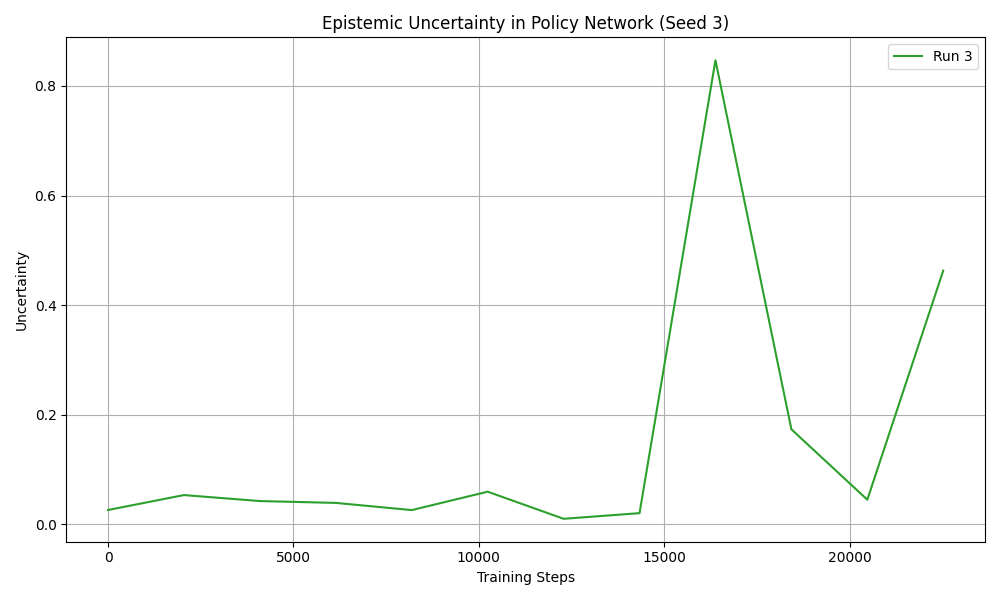 Epistemic Uncertainty in Policy Network (Seed 3)
Run 3
Uncertainty
0.8
0.6
0.4
0.2
0.0
0 5000 10000 15000 20000
Training Steps